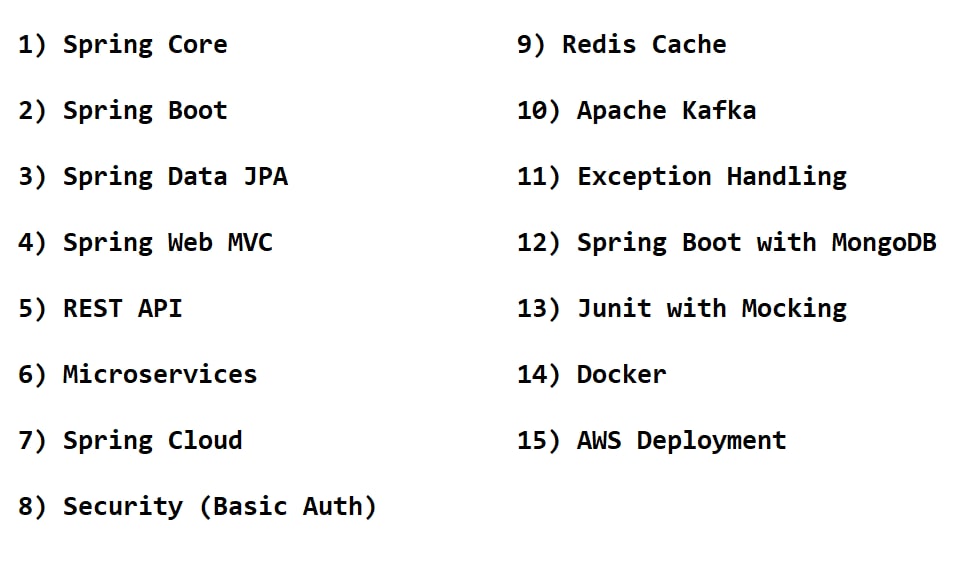 1) Spring Core
2) Spring Boot
3) Spring Data JPA
4) Spring Web MVC
5) REST API
6) Microservices
7) Spring Cloud
8) Security (Basic Auth)
9) Redis Cache
10) Apache Kafka
11) Exception Handling
12) Spring Boot with MongoDB
13) Junit with Mocking
14) Docker
15) AWS Deployment